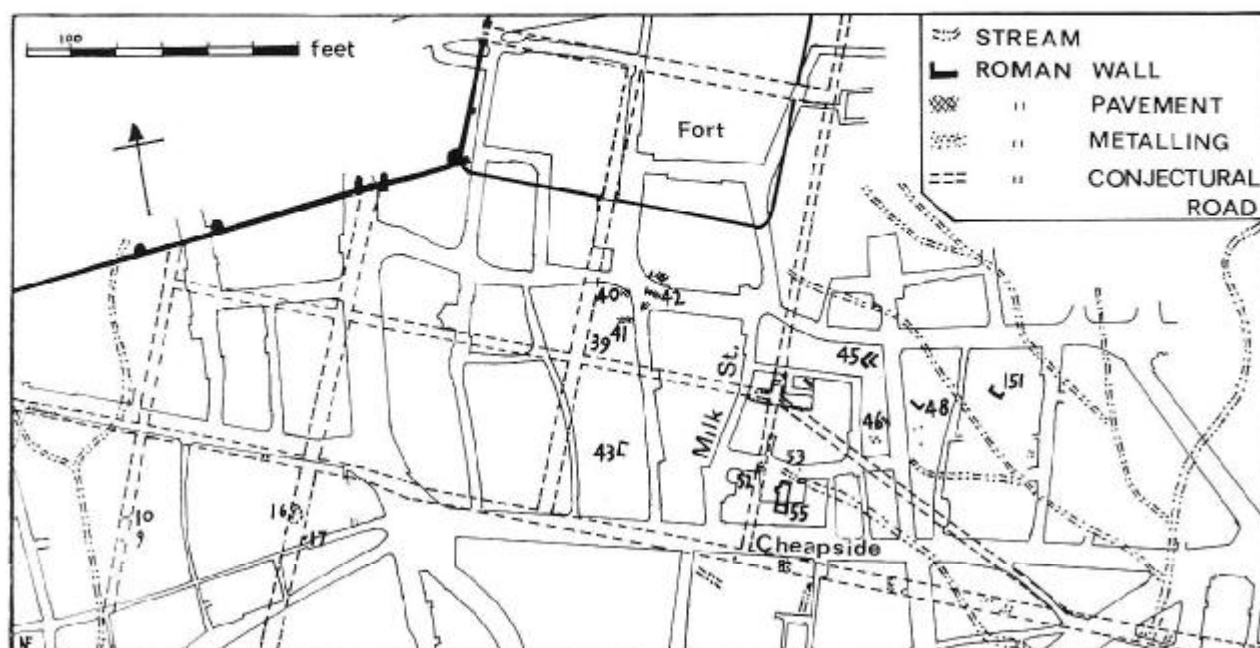 100
feet
STREAM
ROMAN WALL
" PAVEMENT
" METALLING
" CONJECTURAL
ROAD
Fort
40
42
41
39
45
151
48
46
43
Milk St.
53
52
55
10
9
16
17
Cheapside